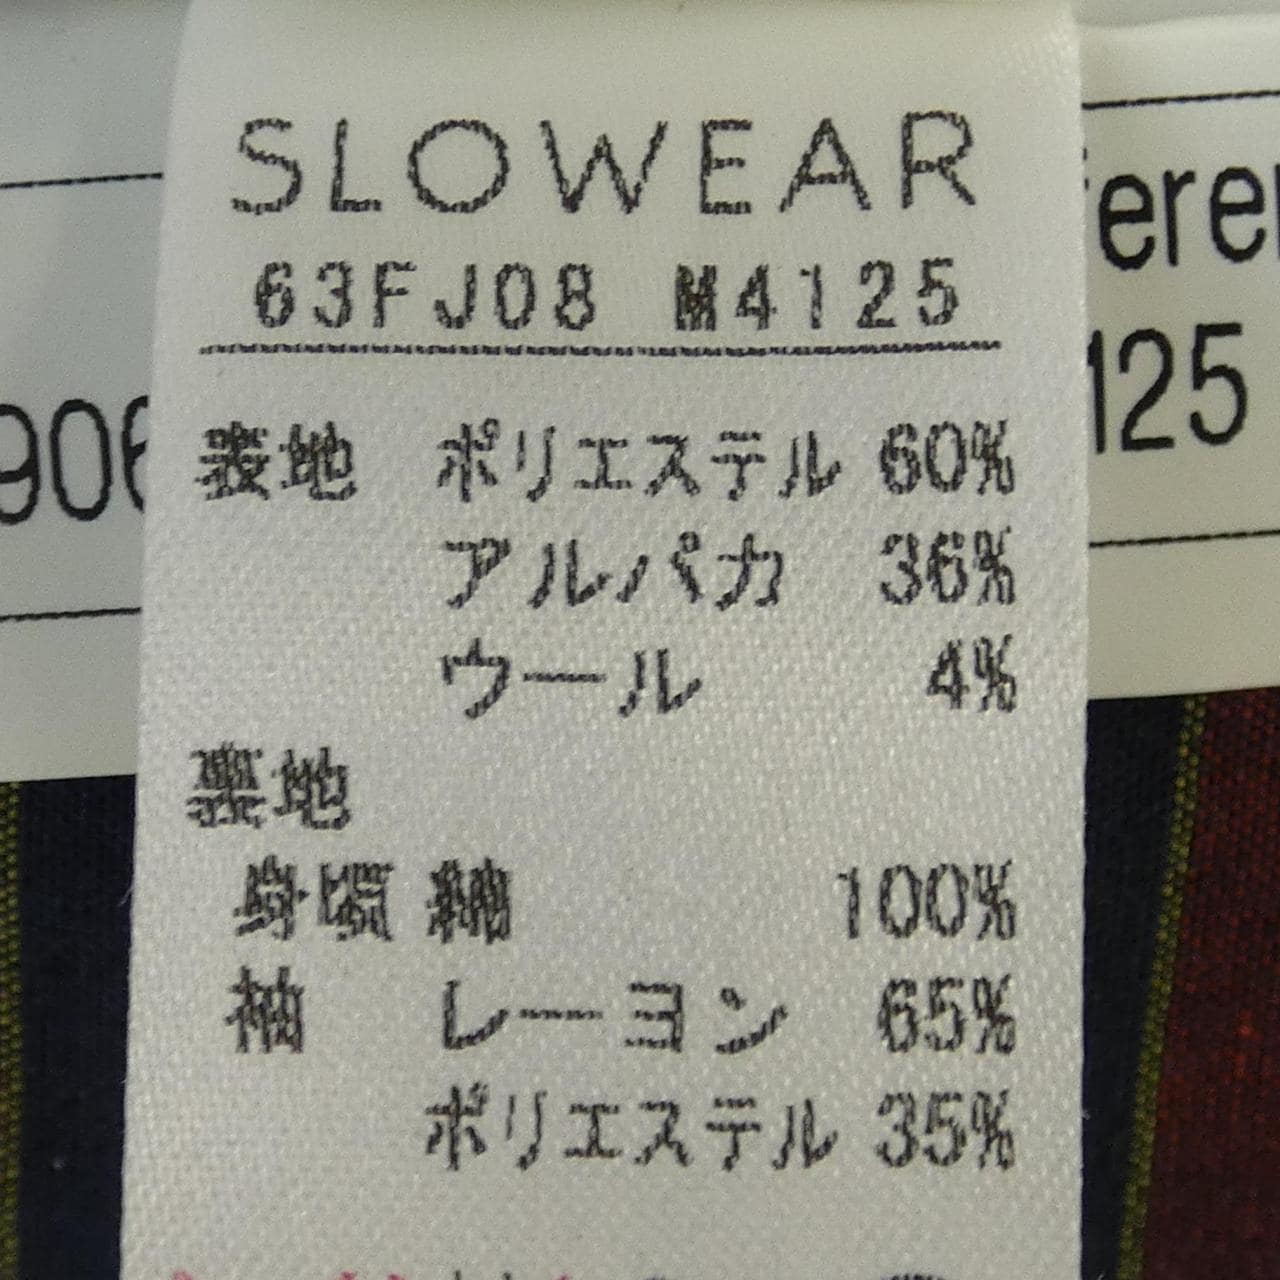 SLOWEAR
63FJ08 M4125
表地 ポリエステル 60%
アルパカ 36%
ウール 4%
裏地
身頃 綿 100%
袖 レーヨン 65%
ポリエステル 35%
906
ferer
125